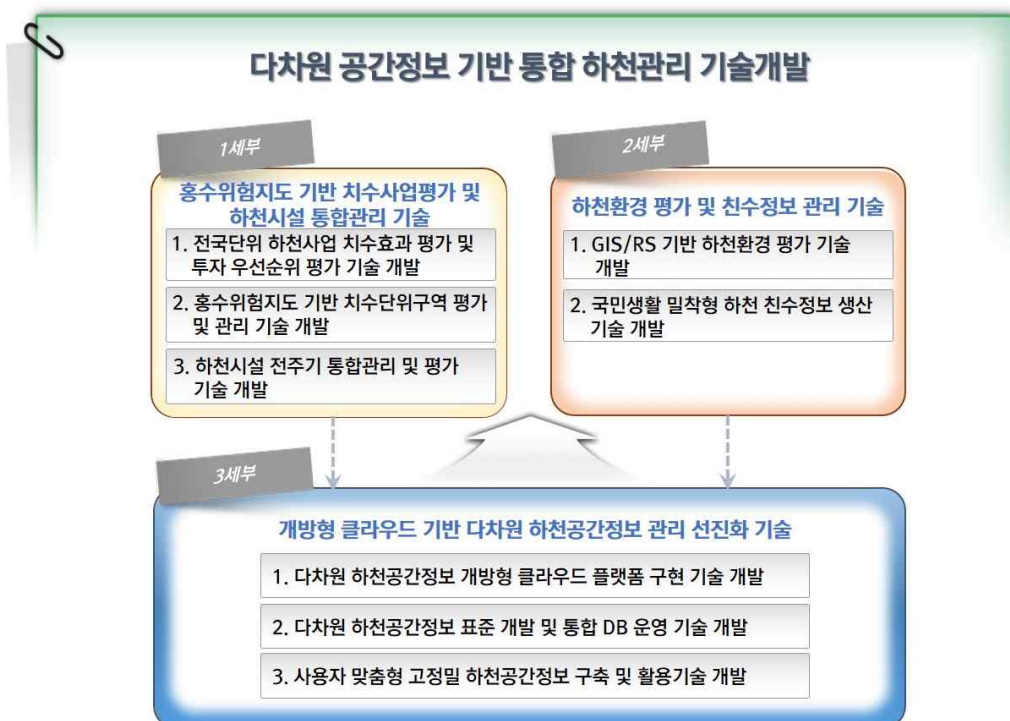 다차원 공간정보 기반 통합 하천관리 기술개발
1세부
홍수위험지도 기반 치수사업평가 및
하천시설 통합관리 기술
1. 전국단위 하천사업 치수효과 평가 및
투자 우선순위 평가 기술 개발
2. 홍수위험지도 기반 치수단위구역 평가
및 관리 기술 개발
3. 하천시설 전주기 통합관리 및 평가
기술 개발
2세부
하천환경 평가 및 친수정보 관리 기술
1. GIS/RS 기반 하천환경 평가 기술
개발
2. 국민생활 밀착형 하천 친수정보 생산
기술 개발
3세부
개방형 클라우드 기반 다차원 하천공간정보 관리 선진화 기술
1. 다차원 하천공간정보 개방형 클라우드 플랫폼 구현 기술 개발
2. 다차원 하천공간정보 표준 개발 및 통합 DB 운영 기술 개발
3. 사용자 맞춤형 고정밀 하천공간정보 구축 및 활용기술 개발